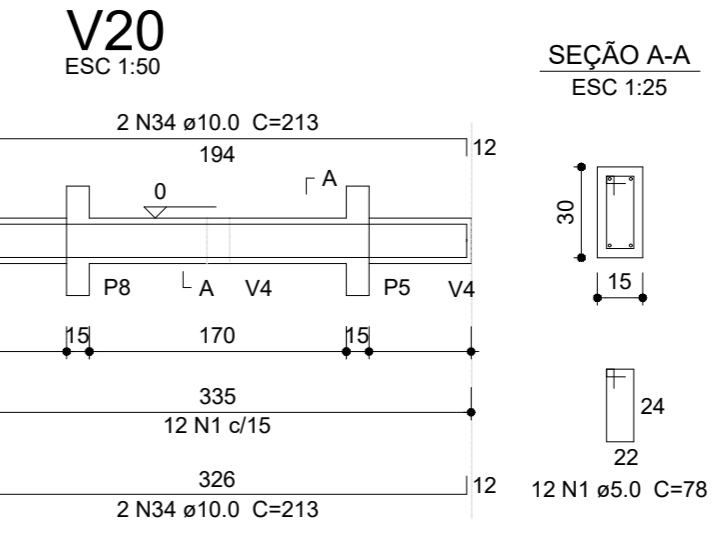 V20
ESC 1:50
SEÇÃO A-A
ESC 1:25
2 N34 ø10.0 C=213
194
12
A
0
30
A
P8
V4
P5
V4
15
15
170
15
335
12 N1 c/15
24
22
326
12
12 N1 ø5.0 C=78
2 N34 ø10.0 C=213